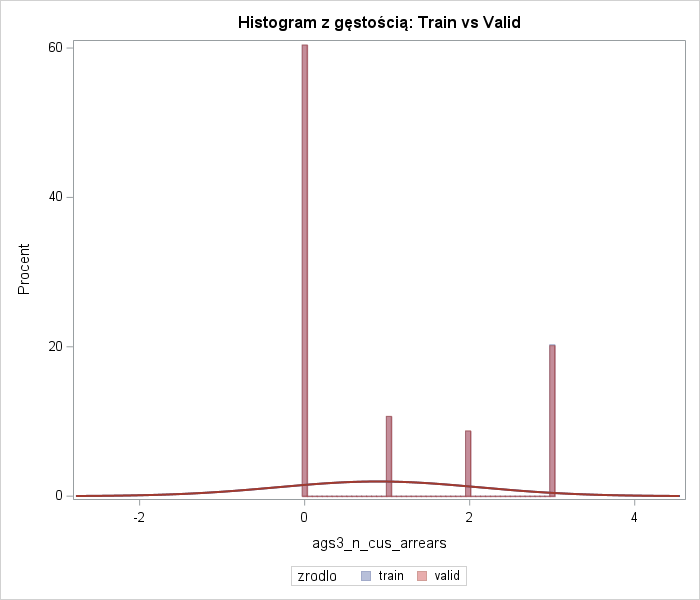 Histogram z gęstością: Train vs Valid
60
40
20
0
Procent
-2
0
2
4
ags3_n_cus_arrears
zrodlo train valid